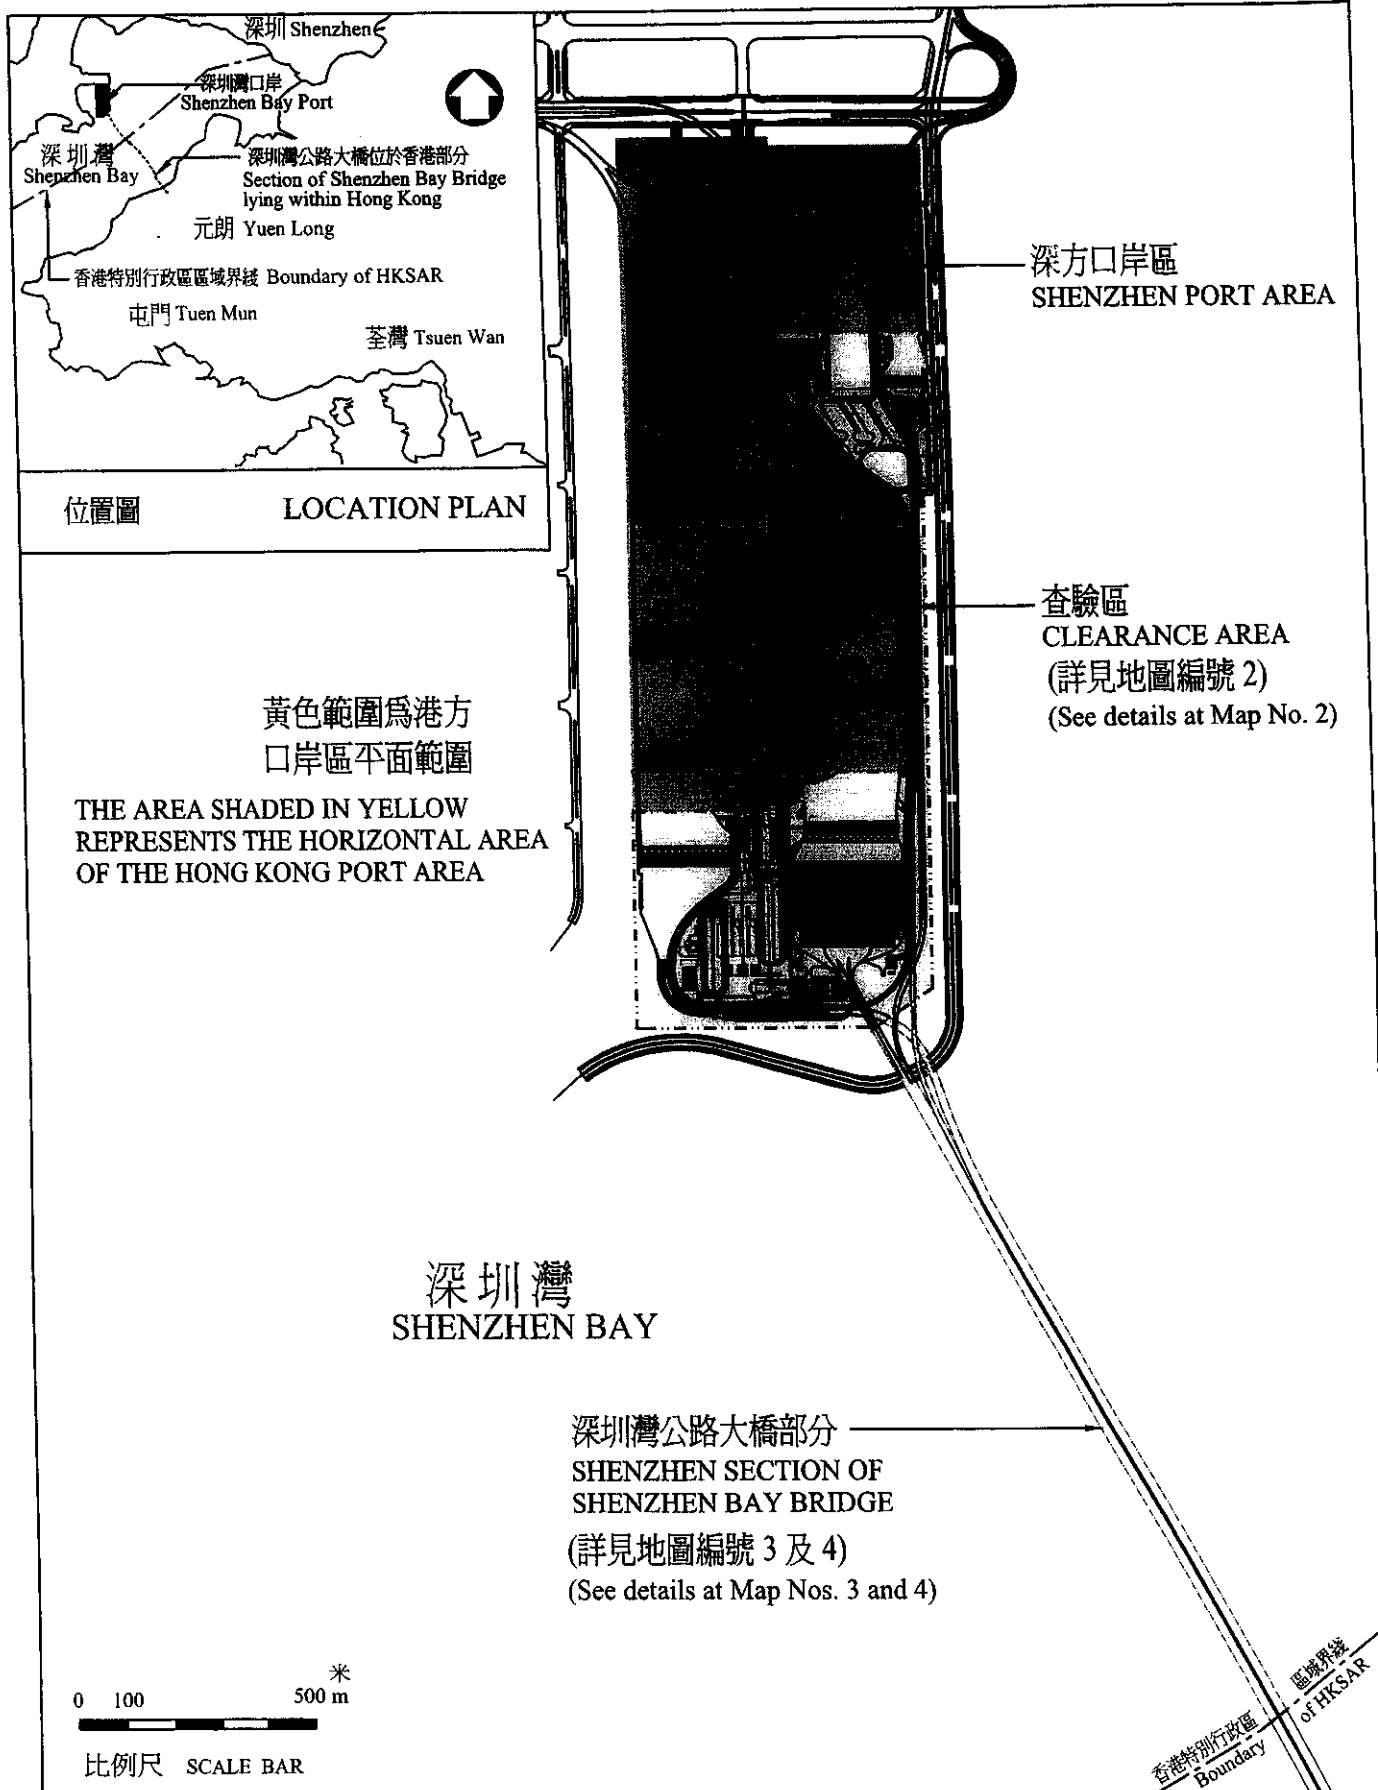 深圳 Shenzhen
深圳灣口岸
Shenzhen Bay Port
深圳灣
Shenzhen Bay
深圳灣公路大橋位於香港部分
Section of Shenzhen Bay Bridge
lying within Hong Kong
元朗 Yuen Long
香港特別行政區區域界綫 Boundary of HKSAR
屯門 Tuen Mun
荃灣 Tsuen Wan
位置圖 LOCATION PLAN
深方口岸區
SHENZHEN PORT AREA
查驗區
CLEARANCE AREA
(詳見地圖編號 2)
(See details at Map No. 2)
黃色範圍爲港方
口岸區平面範圍
THE AREA SHADED IN YELLOW
REPRESENTS THE HORIZONTAL AREA
OF THE HONG KONG PORT AREA
深圳灣
SHENZHEN BAY
深圳灣公路大橋部分
SHENZHEN SECTION OF
SHENZHEN BAY BRIDGE
(詳見地圖編號 3 及 4)
(See details at Map Nos. 3 and 4)
米
0 100 500 m
比例尺 SCALE BAR
香港特別行政區 區域界綫
Boundary of HKSAR